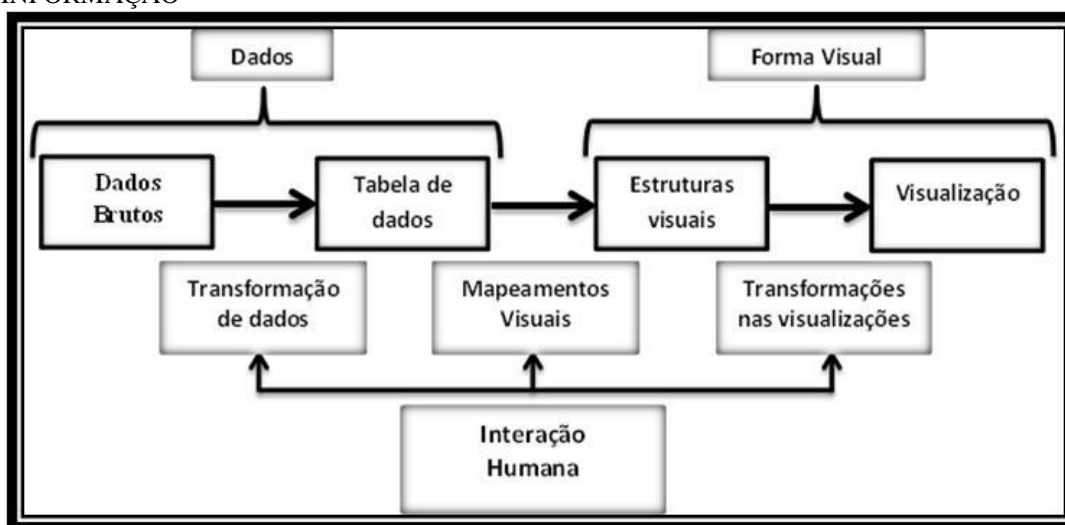 INFORMAÇÃO
Dados
Forma Visual
Dados
Brutos
Tabela de
dados
Estruturas
visuais
Visualização
Transformação
de dados
Mapeamentos
Visuais
Transformações
nas visualizações
Interação
Humana